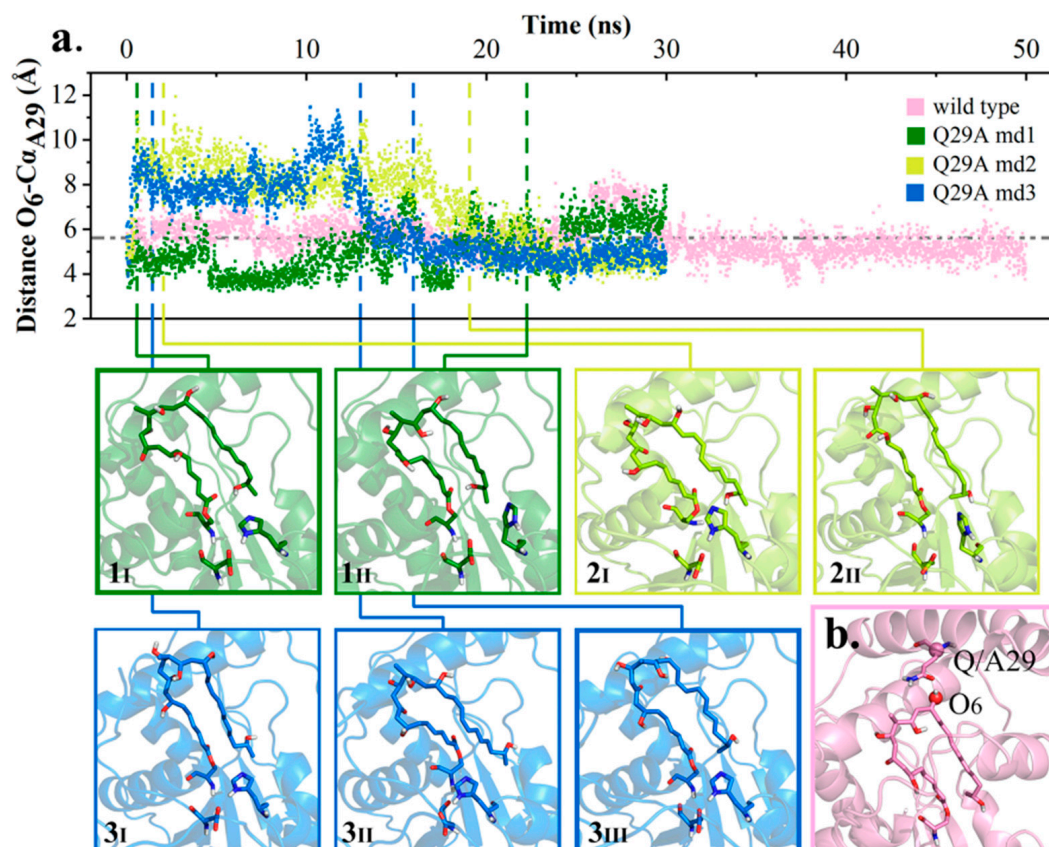 Time (ns)
a.
0 10 20 30 40 50
Distance O6-CαA29 (Å)
12
10
8
6
4
2
wild type
Q29A md1
Q29A md2
Q29A md3
1I
1II
2I
2II
3I
3II
3III
b.
Q/A29
O6